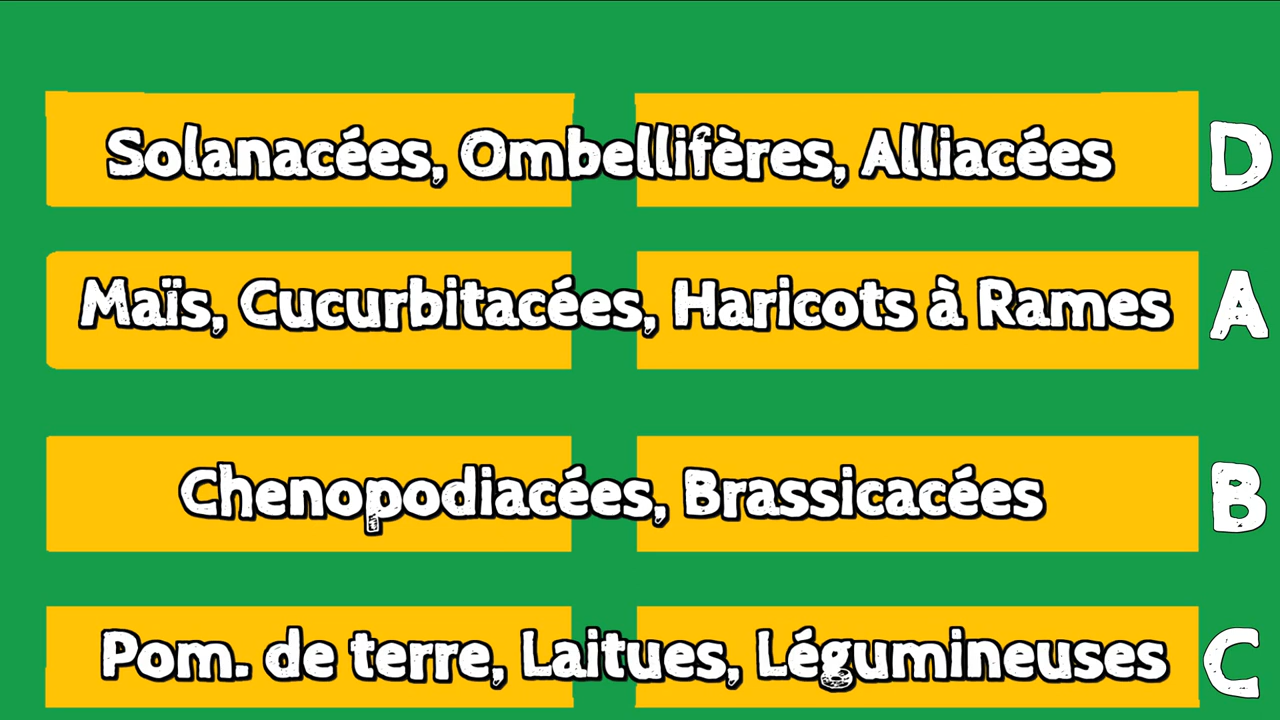 Solanacées, Ombellifères, Alliacées D
Maïs, Cucurbitacées, Haricots à Rames A
Chenopodiacées, Brassicacées B
Pom. de terre, Laitues, Légumineuses C